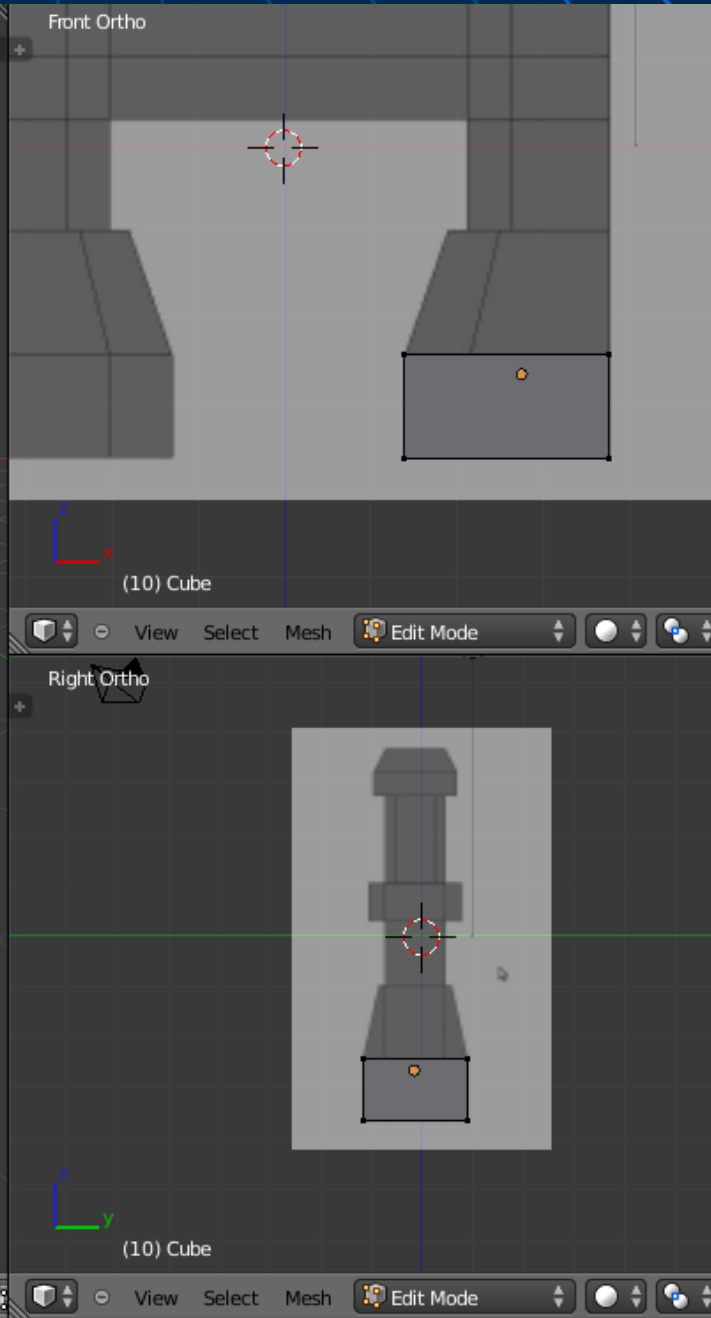 Front Ortho
+
z
x
(10) Cube
View Select Mesh Edit Mode
Right Ortho
+
z
y
(10) Cube
View Select Mesh Edit Mode